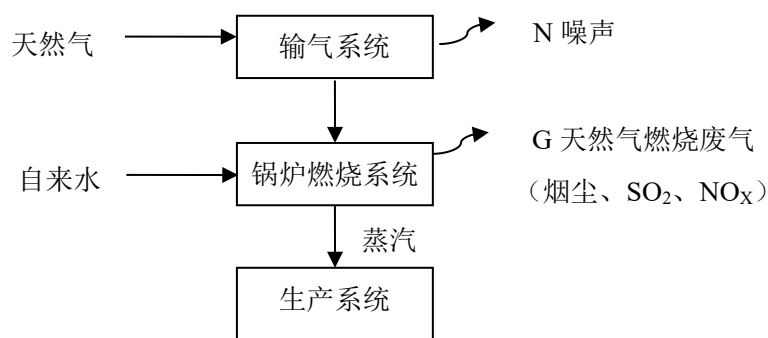 天然气
输气系统
N 噪声
自来水
锅炉燃烧系统
G 天然气燃烧废气
（烟尘、SO₂、NOX）
蒸汽
生产系统